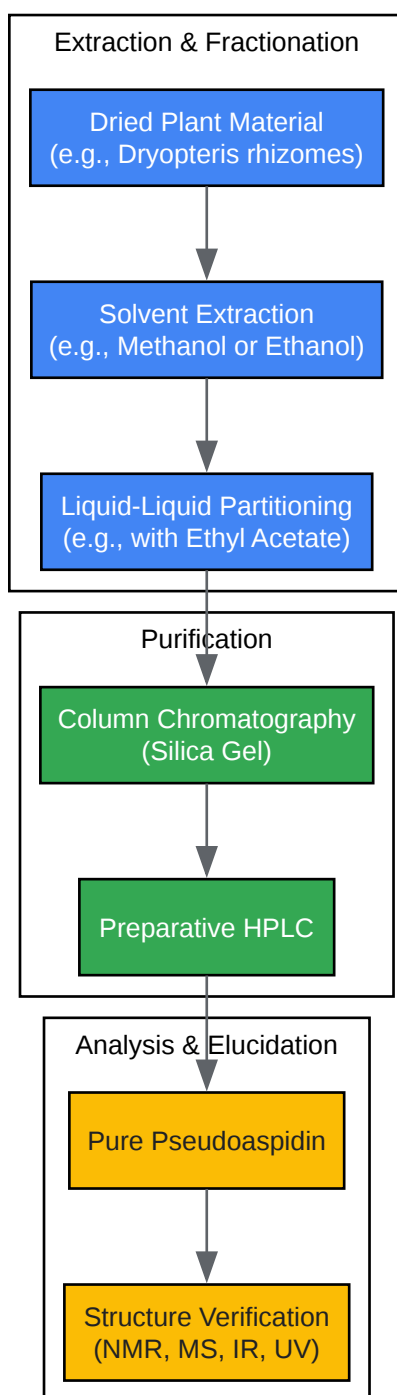 Extraction & Fractionation
Dried Plant Material
(e.g., Dryopteris rhizomes)
Solvent Extraction
(e.g., Methanol or Ethanol)
Liquid-Liquid Partitioning
(e.g., with Ethyl Acetate)
Purification
Column Chromatography
(Silica Gel)
Preparative HPLC
Analysis & Elucidation
Pure Pseudoaspidin
Structure Verification
(NMR, MS, IR, UV)